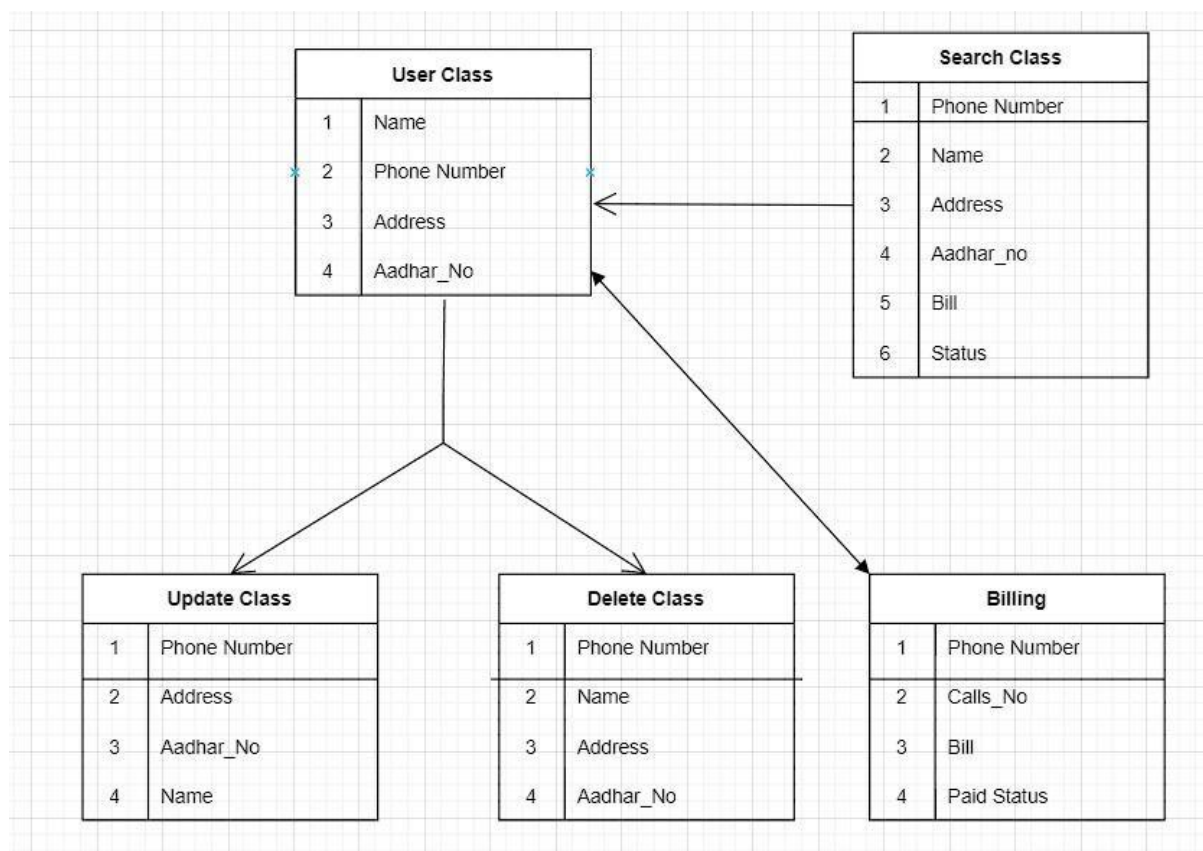 User Class
1 Name
2 Phone Number
3 Address
4 Aadhar_No
Search Class
1 Phone Number
2 Name
3 Address
4 Aadhar_no
5 Bill
6 Status
Update Class
1 Phone Number
2 Address
3 Aadhar_No
4 Name
Delete Class
1 Phone Number
2 Name
3 Address
4 Aadhar_No
Billing
1 Phone Number
2 Calls_No
3 Bill
4 Paid Status